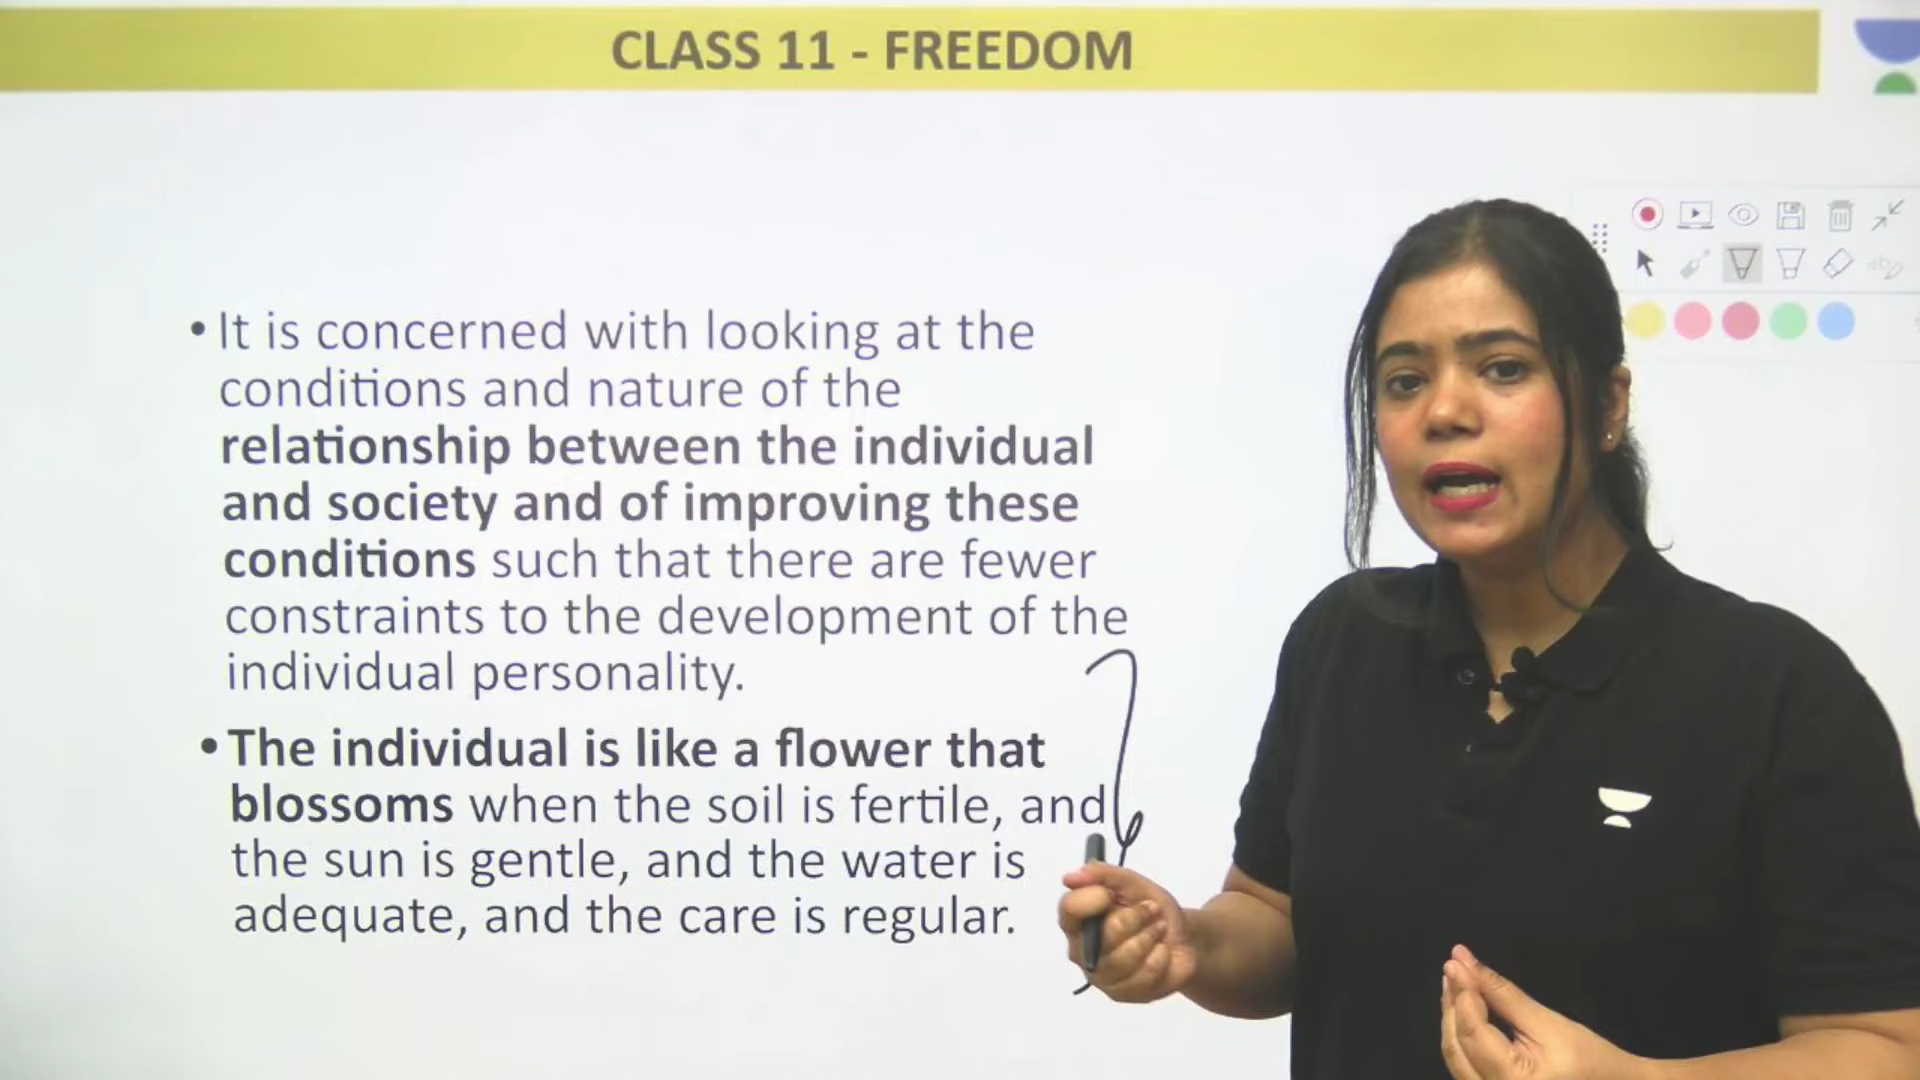 CLASS 11 - FREEDOM
• It is concerned with looking at the
conditions and nature of the
relationship between the individual
and society and of improving these
conditions such that there are fewer
constraints to the development of the
individual personality.
• The individual is like a flower that
blossoms when the soil is fertile, and
the sun is gentle, and the water is
adequate, and the care is regular.